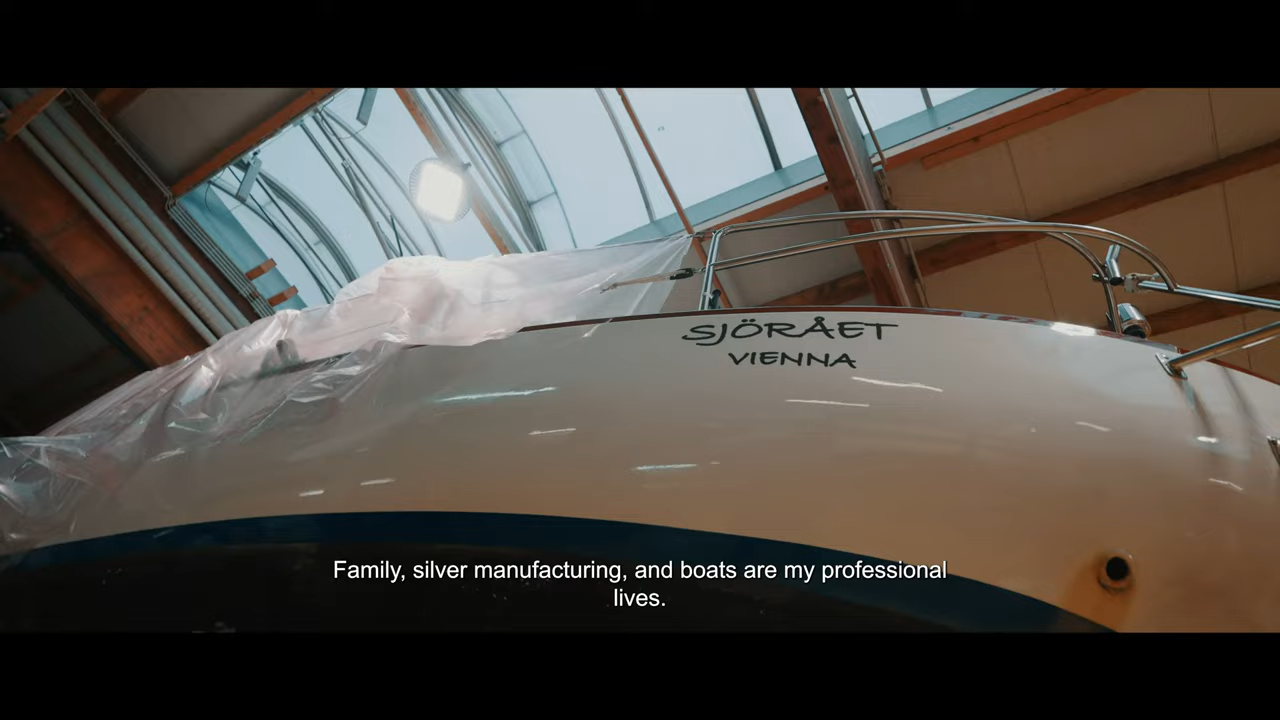 SJÖRÅET
VIENNA
Family, silver manufacturing, and boats are my professional
lives.